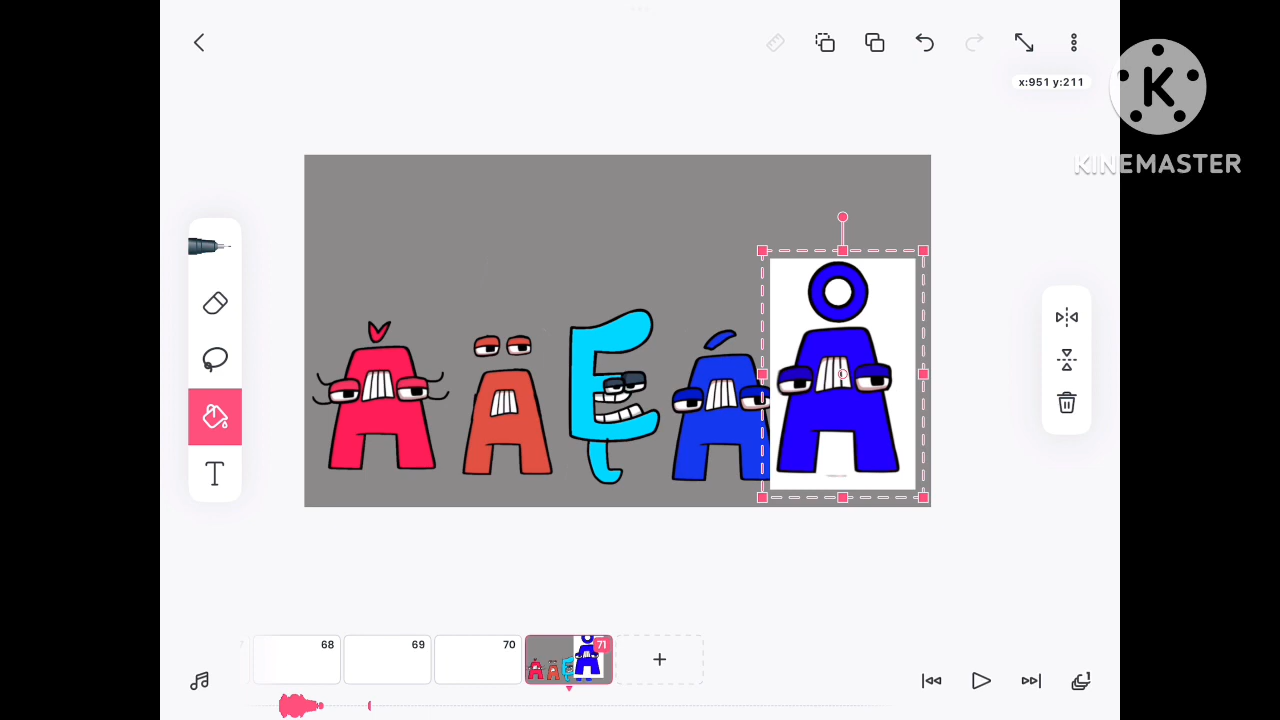 x:951 y:211
K
KINEMASTER
Ǎ Ä Ę Á Å
T
68 69 70 71 +